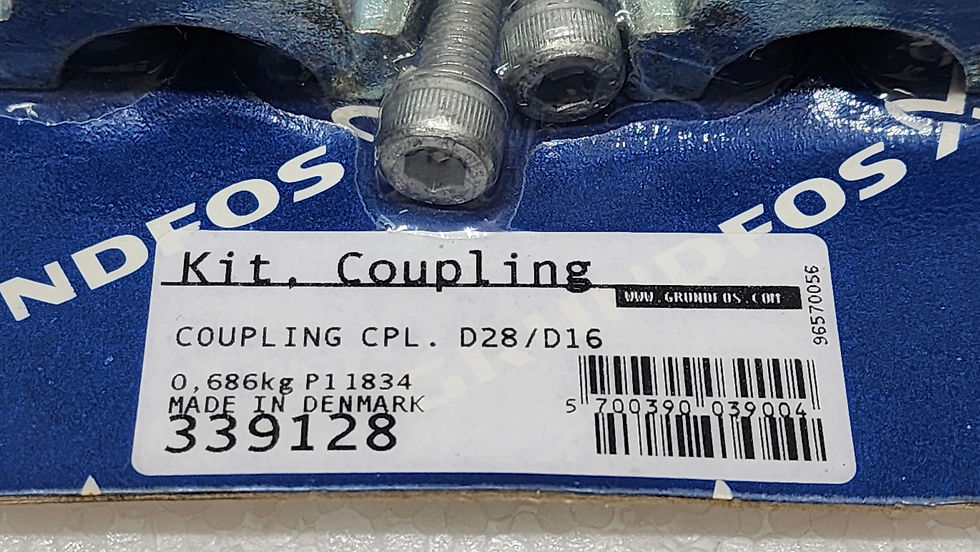 NDFOS
NDFOS
Kit, Coupling
WWW.GRUNDFOS.COM
96570056
COUPLING CPL. D28/D16
0,686kg P11834
MADE IN DENMARK
339128
5 700390 039004